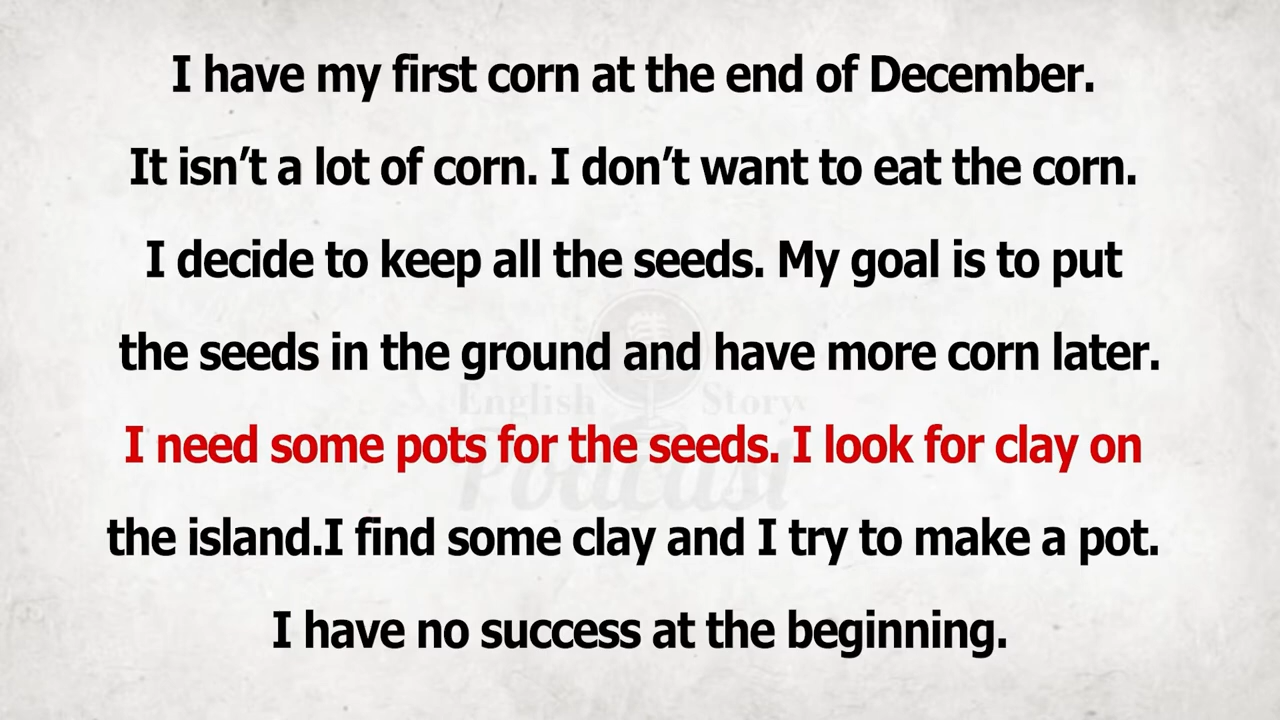 I have my first corn at the end of December.
It isn’t a lot of corn. I don’t want to eat the corn.
I decide to keep all the seeds. My goal is to put
the seeds in the ground and have more corn later.
English Story
Podcast
I need some pots for the seeds. I look for clay on
the island.I find some clay and I try to make a pot.
I have no success at the beginning.